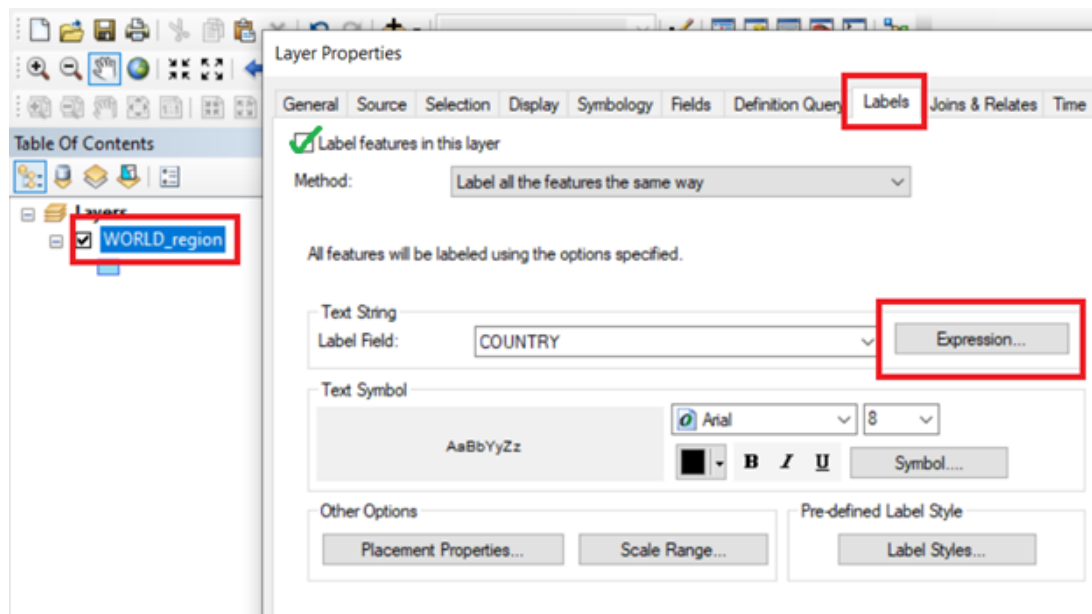 Layer Properties
General Source Selection Display Symbology Fields Definition Query Labels Joins & Relates Time
Table Of Contents
Label features in this layer
Method: Label all the features the same way
Layers
WORLD_region
All features will be labeled using the options specified.
Text String
Label Field: COUNTRY Expression...
Text Symbol
AaBbYyZz
Arial 8
B I U Symbol....
Other Options Pre-defined Label Style
Placement Properties... Scale Range... Label Styles...